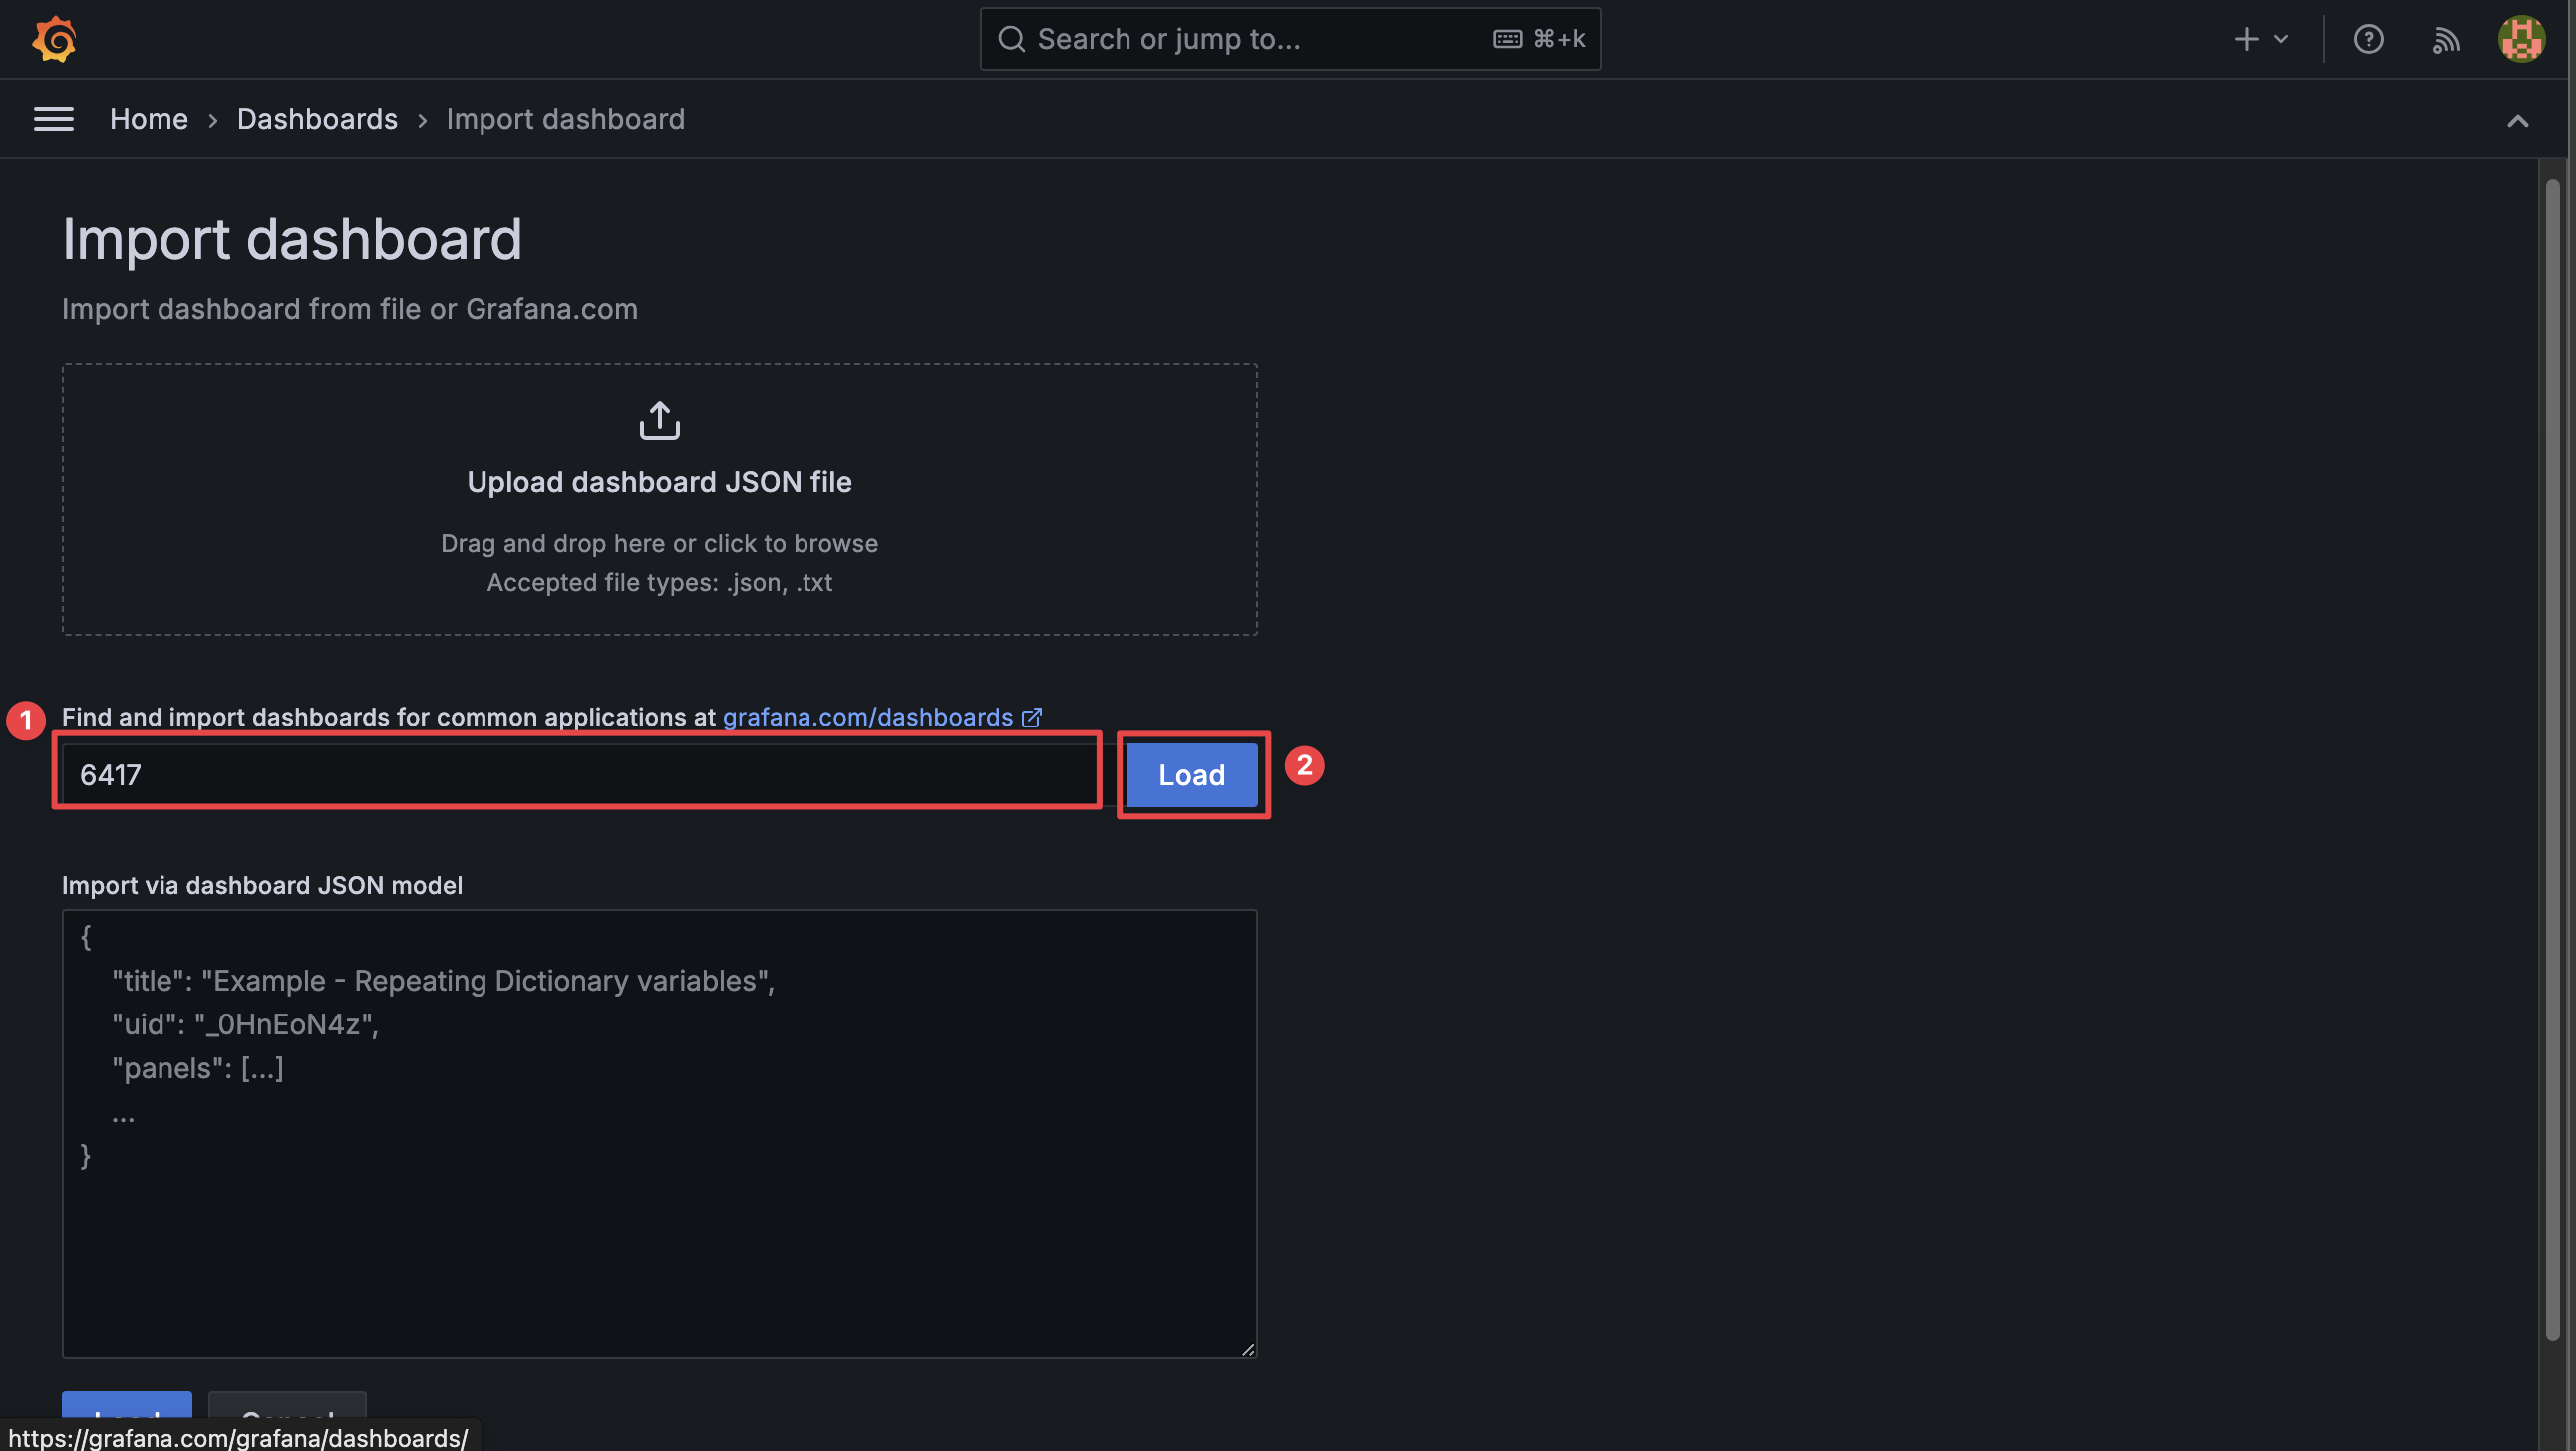 Search or jump to...
⌘+k
Home › Dashboards › Import dashboard
Import dashboard
Import dashboard from file or Grafana.com
Upload dashboard JSON file
Drag and drop here or click to browse
Accepted file types: .json, .txt
1
Find and import dashboards for common applications at grafana.com/dashboards
6417
Load
2
Import via dashboard JSON model
{
"title": "Example - Repeating Dictionary variables",
"uid": "_0HnEoN4z",
"panels": [...]
...
}
Load
Cancel
https://grafana.com/grafana/dashboards/